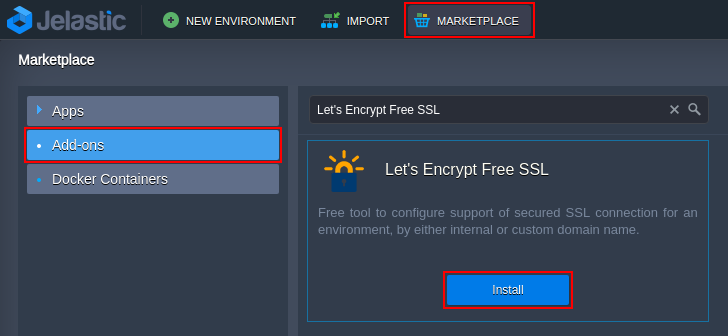 Jelastic
NEW ENVIRONMENT
IMPORT
MARKETPLACE
Marketplace
Apps
Add-ons
Docker Containers
Let's Encrypt Free SSL
Let's Encrypt Free SSL
Free tool to configure support of secured SSL connection for an
environment, by either internal or custom domain name.
Install